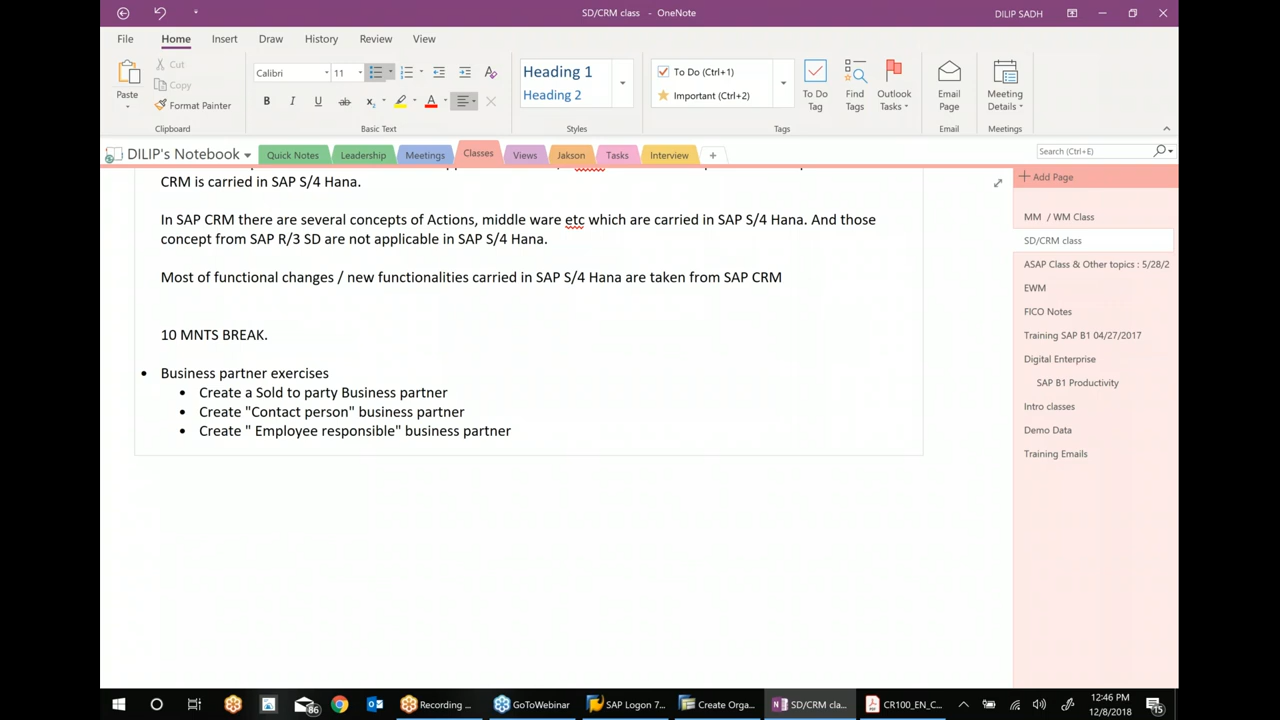 SD/CRM class - OneNote
DILIP SADH
File Home Insert Draw History Review View
Paste
Cut
Copy
Format Painter
Clipboard
Calibri 11
B I U ab x₂ A
Basic Text
Heading 1
Heading 2
Styles
To Do (Ctrl+1)
Important (Ctrl+2)
Tags
To Do Tag
Find Tags
Outlook Tasks
Email Page
Email
Meeting Details
Meetings
DILIP's Notebook
Quick Notes Leadership Meetings Classes Views Jakson Tasks Interview +
Search (Ctrl+E)
CRM is carried in SAP S/4 Hana.
In SAP CRM there are several concepts of Actions, middle ware etc which are carried in SAP S/4 Hana. And those
concept from SAP R/3 SD are not applicable in SAP S/4 Hana.
Most of functional changes / new functionalities carried in SAP S/4 Hana are taken from SAP CRM
10 MNTS BREAK.
• Business partner exercises
• Create a Sold to party Business partner
• Create "Contact person" business partner
• Create " Employee responsible" business partner
Add Page
MM / WM Class
SD/CRM class
ASAP Class & Other topics : 5/28/2
EWM
FICO Notes
Training SAP B1 04/27/2017
Digital Enterprise
SAP B1 Productivity
Intro classes
Demo Data
Training Emails
86
Recording ...
GoToWebinar
SAP Logon 7...
Create Orga...
SD/CRM cla...
CR100_EN_C...
12:46 PM
12/8/2018
15